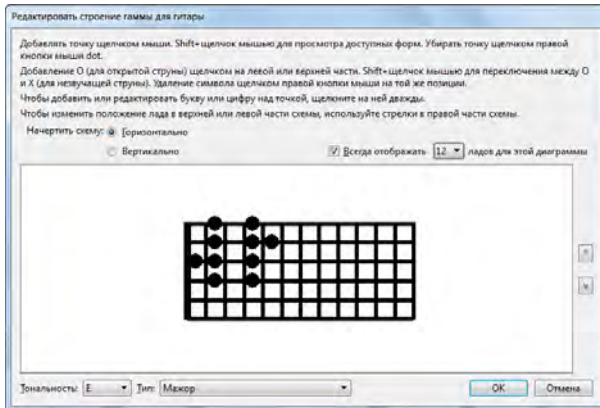 Редактировать строение гаммы для гитары
Добавлять точку щелчком мыши. Shift+щелчок мышью для просмотра доступных форм. Убирать точку щелчком правой
кнопки мыши dot.
Добавление O (для открытой струны) щелчком на левой или верхней части. Shift+щелчок мышью для переключения между O
и X (для незвучащей струны). Удаление символа щелчком правой кнопки мыши на той же позиции.
Чтобы добавить или редактировать букву или цифру над точкой, щелкните на ней дважды.
Чтобы изменить положение лада в верхней или левой части схемы, используйте стрелки в правой части схемы.
Начертить схему: Горизонтально
Вертикально Всегда отображать 12 ладов для этой диаграммы
Тональность: E Тип: Мажор OK Отмена